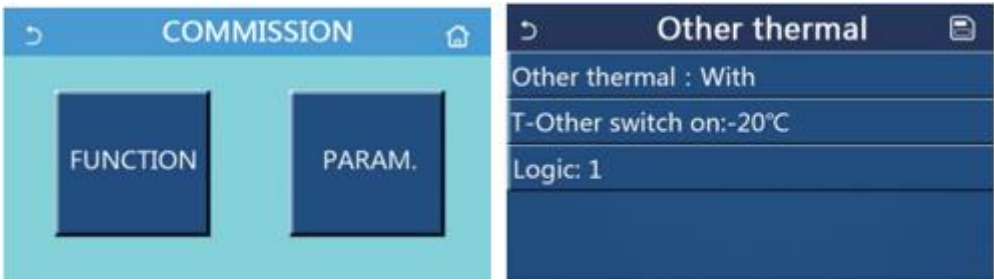 COMMISSION
FUNCTION
PARAM.
Other thermal
Other thermal : With
T-Other switch on:-20℃
Logic: 1